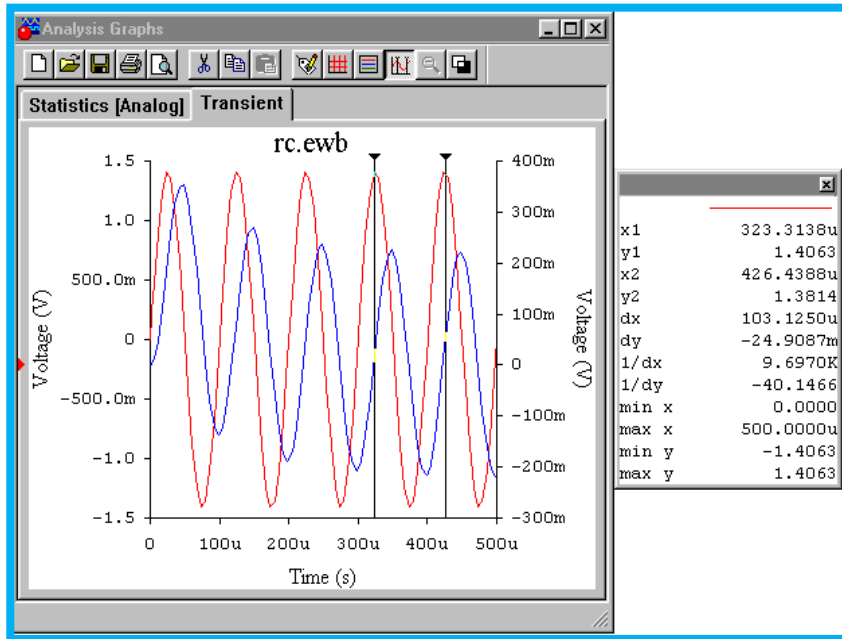 Analysis Graphs
Statistics [Analog] Transient
rc.ewb
1.5
1.0
500.0m
0
-500.0m
-1.0
-1.5
Voltage (V)
400m
300m
200m
100m
0
-100m
-200m
-300m
Voltage (V)
0 100u 200u 300u 400u 500u
Time (s)
x1 323.3138u
y1 1.4063
x2 426.4388u
y2 1.3814
dx 103.1250u
dy -24.9087m
1/dx 9.6970K
1/dy -40.1466
min x 0.0000
max x 500.0000u
min y -1.4063
max y 1.4063